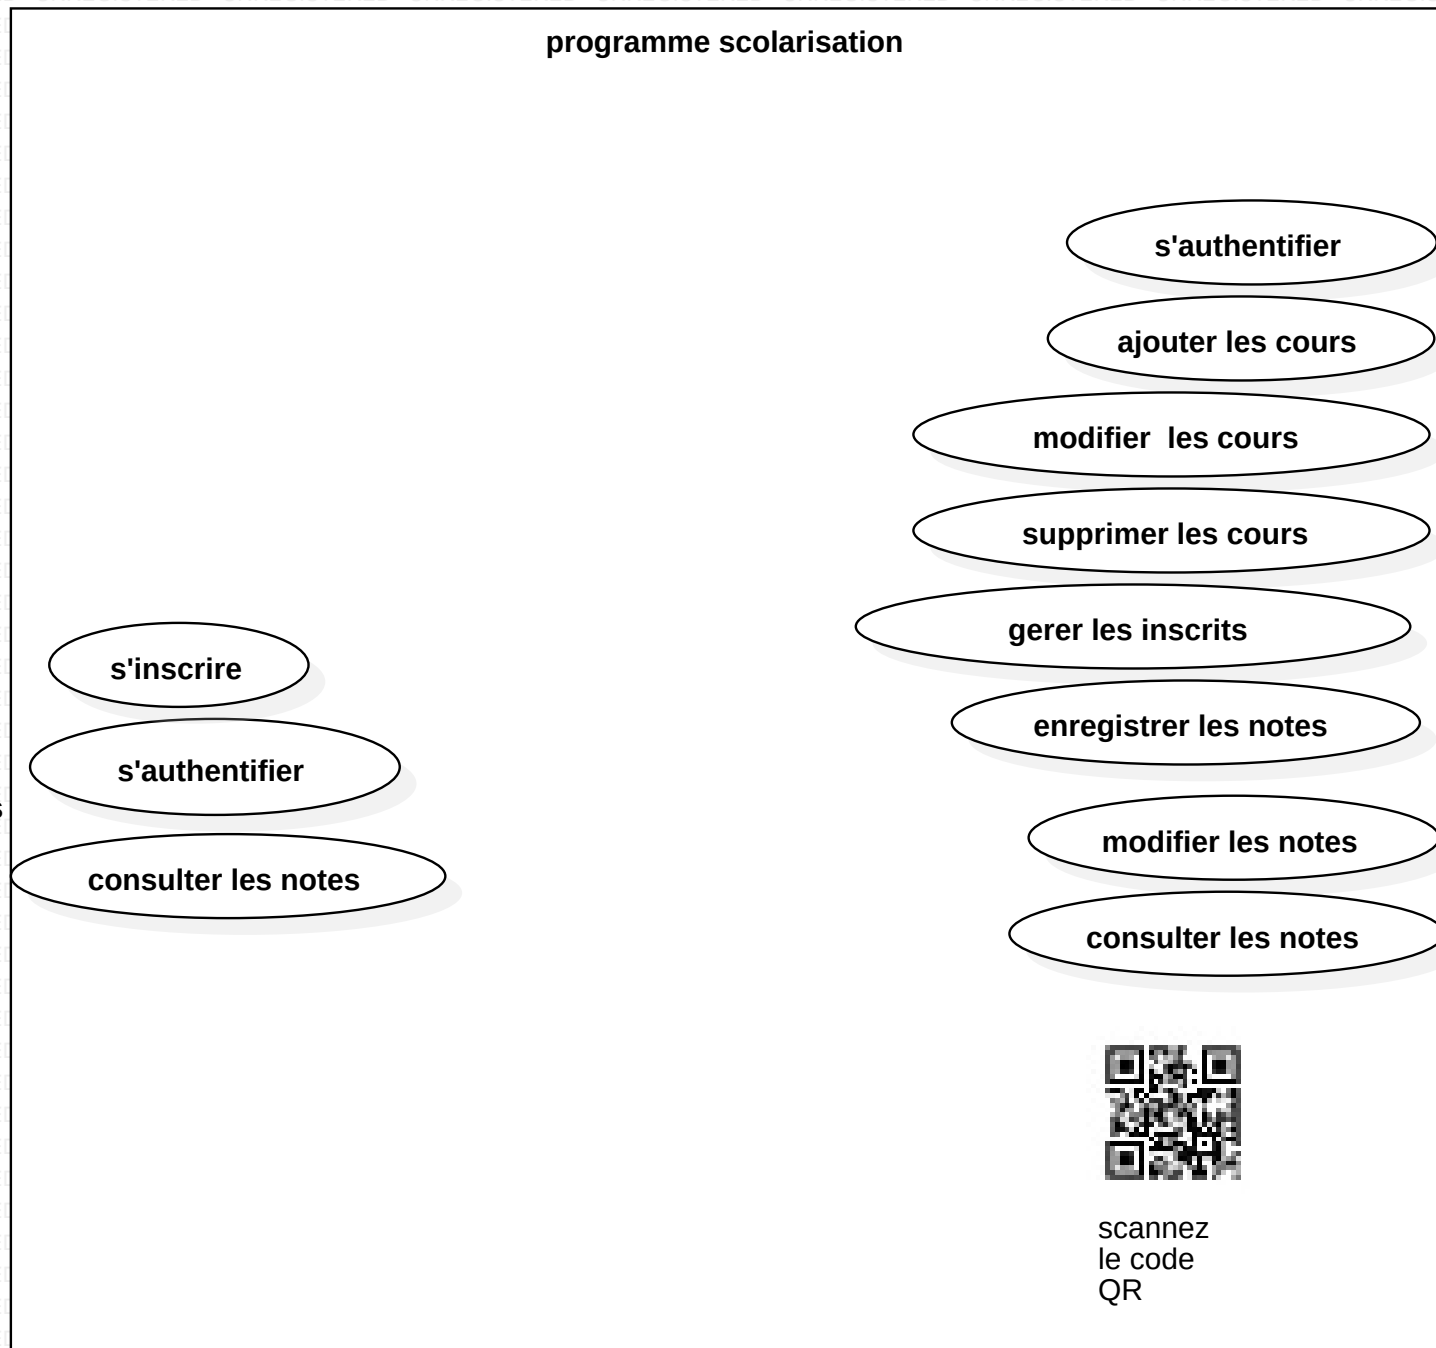 programme scolarisation
s'authentifier
ajouter les cours
modifier  les cours
supprimer les cours
gerer les inscrits
s'inscrire
enregistrer les notes
s'authentifier
modifier les notes
consulter les notes
consulter les notes
scannez
le code
QR